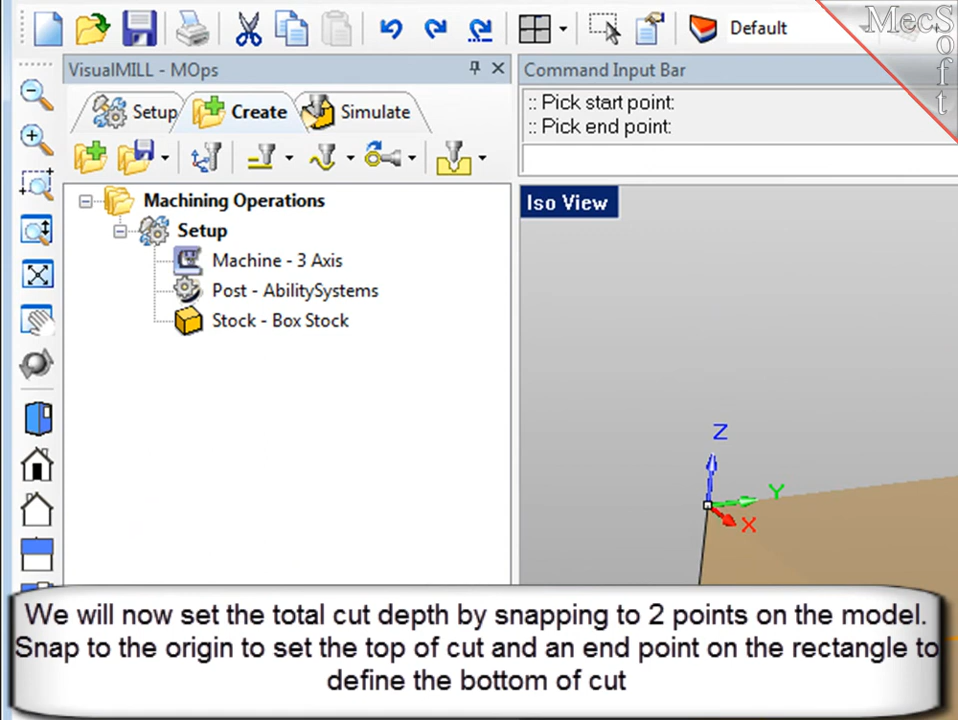 Default
MecSoft
VisualMILL - MOps
Command Input Bar
Setup
Create
Simulate
:: Pick start point:
:: Pick end point:
Machining Operations
Setup
Machine - 3 Axis
Post - AbilitySystems
Stock - Box Stock
Iso View
Z
Y
X
We will now set the total cut depth by snapping to 2 points on the model.
Snap to the origin to set the top of cut and an end point on the rectangle to
define the bottom of cut